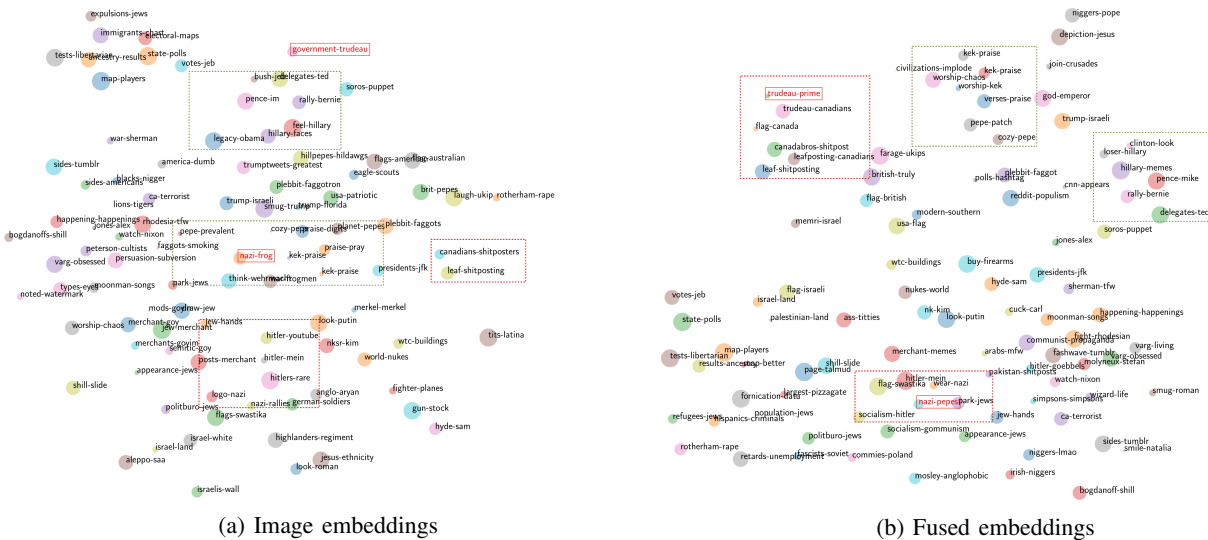 expulsions-jews
immigrants-chart
electoral-maps
tests-libertarian
ancestry-results
state-polls
votes-jeb
map-players
government-trudeau
bush-jeb
delegates-ted
soros-puppet
pence-im
rally-bernie
feel-hillary
legacy-obama
hillary-faces
war-sherman
sides-tumblr
america-dumb
trumptweets-greatest
hillpepes-hildawgs
flags-american
flag-australian
eagle-scouts
blacks-nigger
sides-americans
ca-terrorist
lions-tigers
plebbit-faggotron
trump-israeli
usa-patriotic
smug-trump
trump-florida
brit-pepes
laugh-ukip
rotherham-rape
happening-happenings
rhodesia-tfw
jones-alex
bogdanoffs-shill
watch-nixon
pepe-prevalent
cozy-pepe
praise-digits
planet-pepes
plebbit-faggots
peterson-cultists
faggots-smoking
nazi-frog
kek-praise
praise-pray
canadians-shitposters
varg-obsessed
persuasion-subversion
types-eyes
moonman-songs
park-jews
think-wehrmacht
kek-praise
presidents-jfk
leaf-shitposting
noted-watermark
mods-goyim
draw-jew
merkel-merkel
worship-chaos
merchant-goy
jew-merchant
jew-hands
look-putin
merchants-goyim
semitic-goy
hitler-youtube
nksr-kim
wtc-buildings
tits-latina
appearance-jews
posts-merchant
hitler-mein
world-nukes
hitlers-rare
shill-slide
logo-nazi
anglo-aryan
fighter-planes
politburo-jews
nazi-rallies
german-soldiers
flags-swastika
gun-stock
hyde-sam
israel-white
israel-land
highlanders-regiment
aleppo-saa
look-roman
jesus-ethnicity
israelis-wall
(a) Image embeddings
niggers-pope
depiction-jesus
kek-praise
civilizations-implode
kek-praise
join-crusades
worship-chaos
worship-kek
trudeau-prime
verses-praise
god-emperor
trudeau-canadians
flag-canada
pepe-patch
trump-israeli
cozy-pepe
canadabros-shitpost
leafposting-canadians
farage-ukips
leaf-shitposting
british-truly
clinton-look
loser-hillary
hillary-memes
pence-mike
plebbit-faggot
polls-hashtag
cnn-appears
reddit-populism
rally-bernie
flag-british
modern-southern
delegates-ted
memri-israel
usa-flag
soros-puppet
jones-alex
wtc-buildings
buy-firearms
presidents-jfk
hyde-sam
sherman-tfw
votes-jeb
flag-israeli
israel-land
nukes-world
nk-kim
look-putin
cuck-carl
moonman-songs
happening-happenings
state-polls
palestinian-land
ass-titties
fight-rhodesian
communist-propaganda
varg-living
map-players
tests-libertarian
results-ancestry
stop-better
shill-slide
page-talmud
merchant-memes
arabs-mfw
fashwave-tumblr
varg-obsessed
hitler-goebbels
molyneux-stefan
pakistan-shitposts
watch-nixon
largest-pizzagate
fornication-data
hitler-mein
flag-swastika
wear-nazi
nazi-pepes
park-jews
simpsons-simpsons
wizard-life
smug-roman
refugees-jews
hispanics-criminals
population-jews
socialism-hitler
jew-hands
ca-terrorist
rotherham-rape
politburo-jews
socialism-gommunism
appearance-jews
sides-tumblr
smile-natalia
retards-unemployment
fascists-soviet
commies-poland
niggers-lmao
mosley-anglophobic
irish-niggers
bogdanoff-shill
(b) Fused embeddings